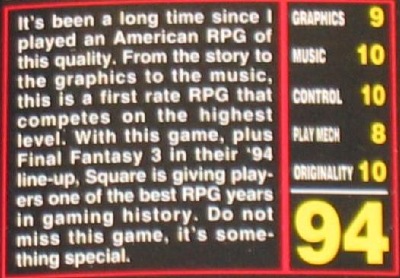 It's been a long time since I
played an American RPG of
this quality. From the story to
the graphics to the music,
this is a first rate RPG that
competes on the highest
level. With this game, plus
Final Fantasy 3 in their '94
line-up, Square is giving play-
ers one of the best RPG years
in gaming history. Do not
miss this game, it's some-
thing special.
GRAPHICS 9
MUSIC 10
CONTROL 10
PLAY MECH 8
ORIGINALITY 10
94